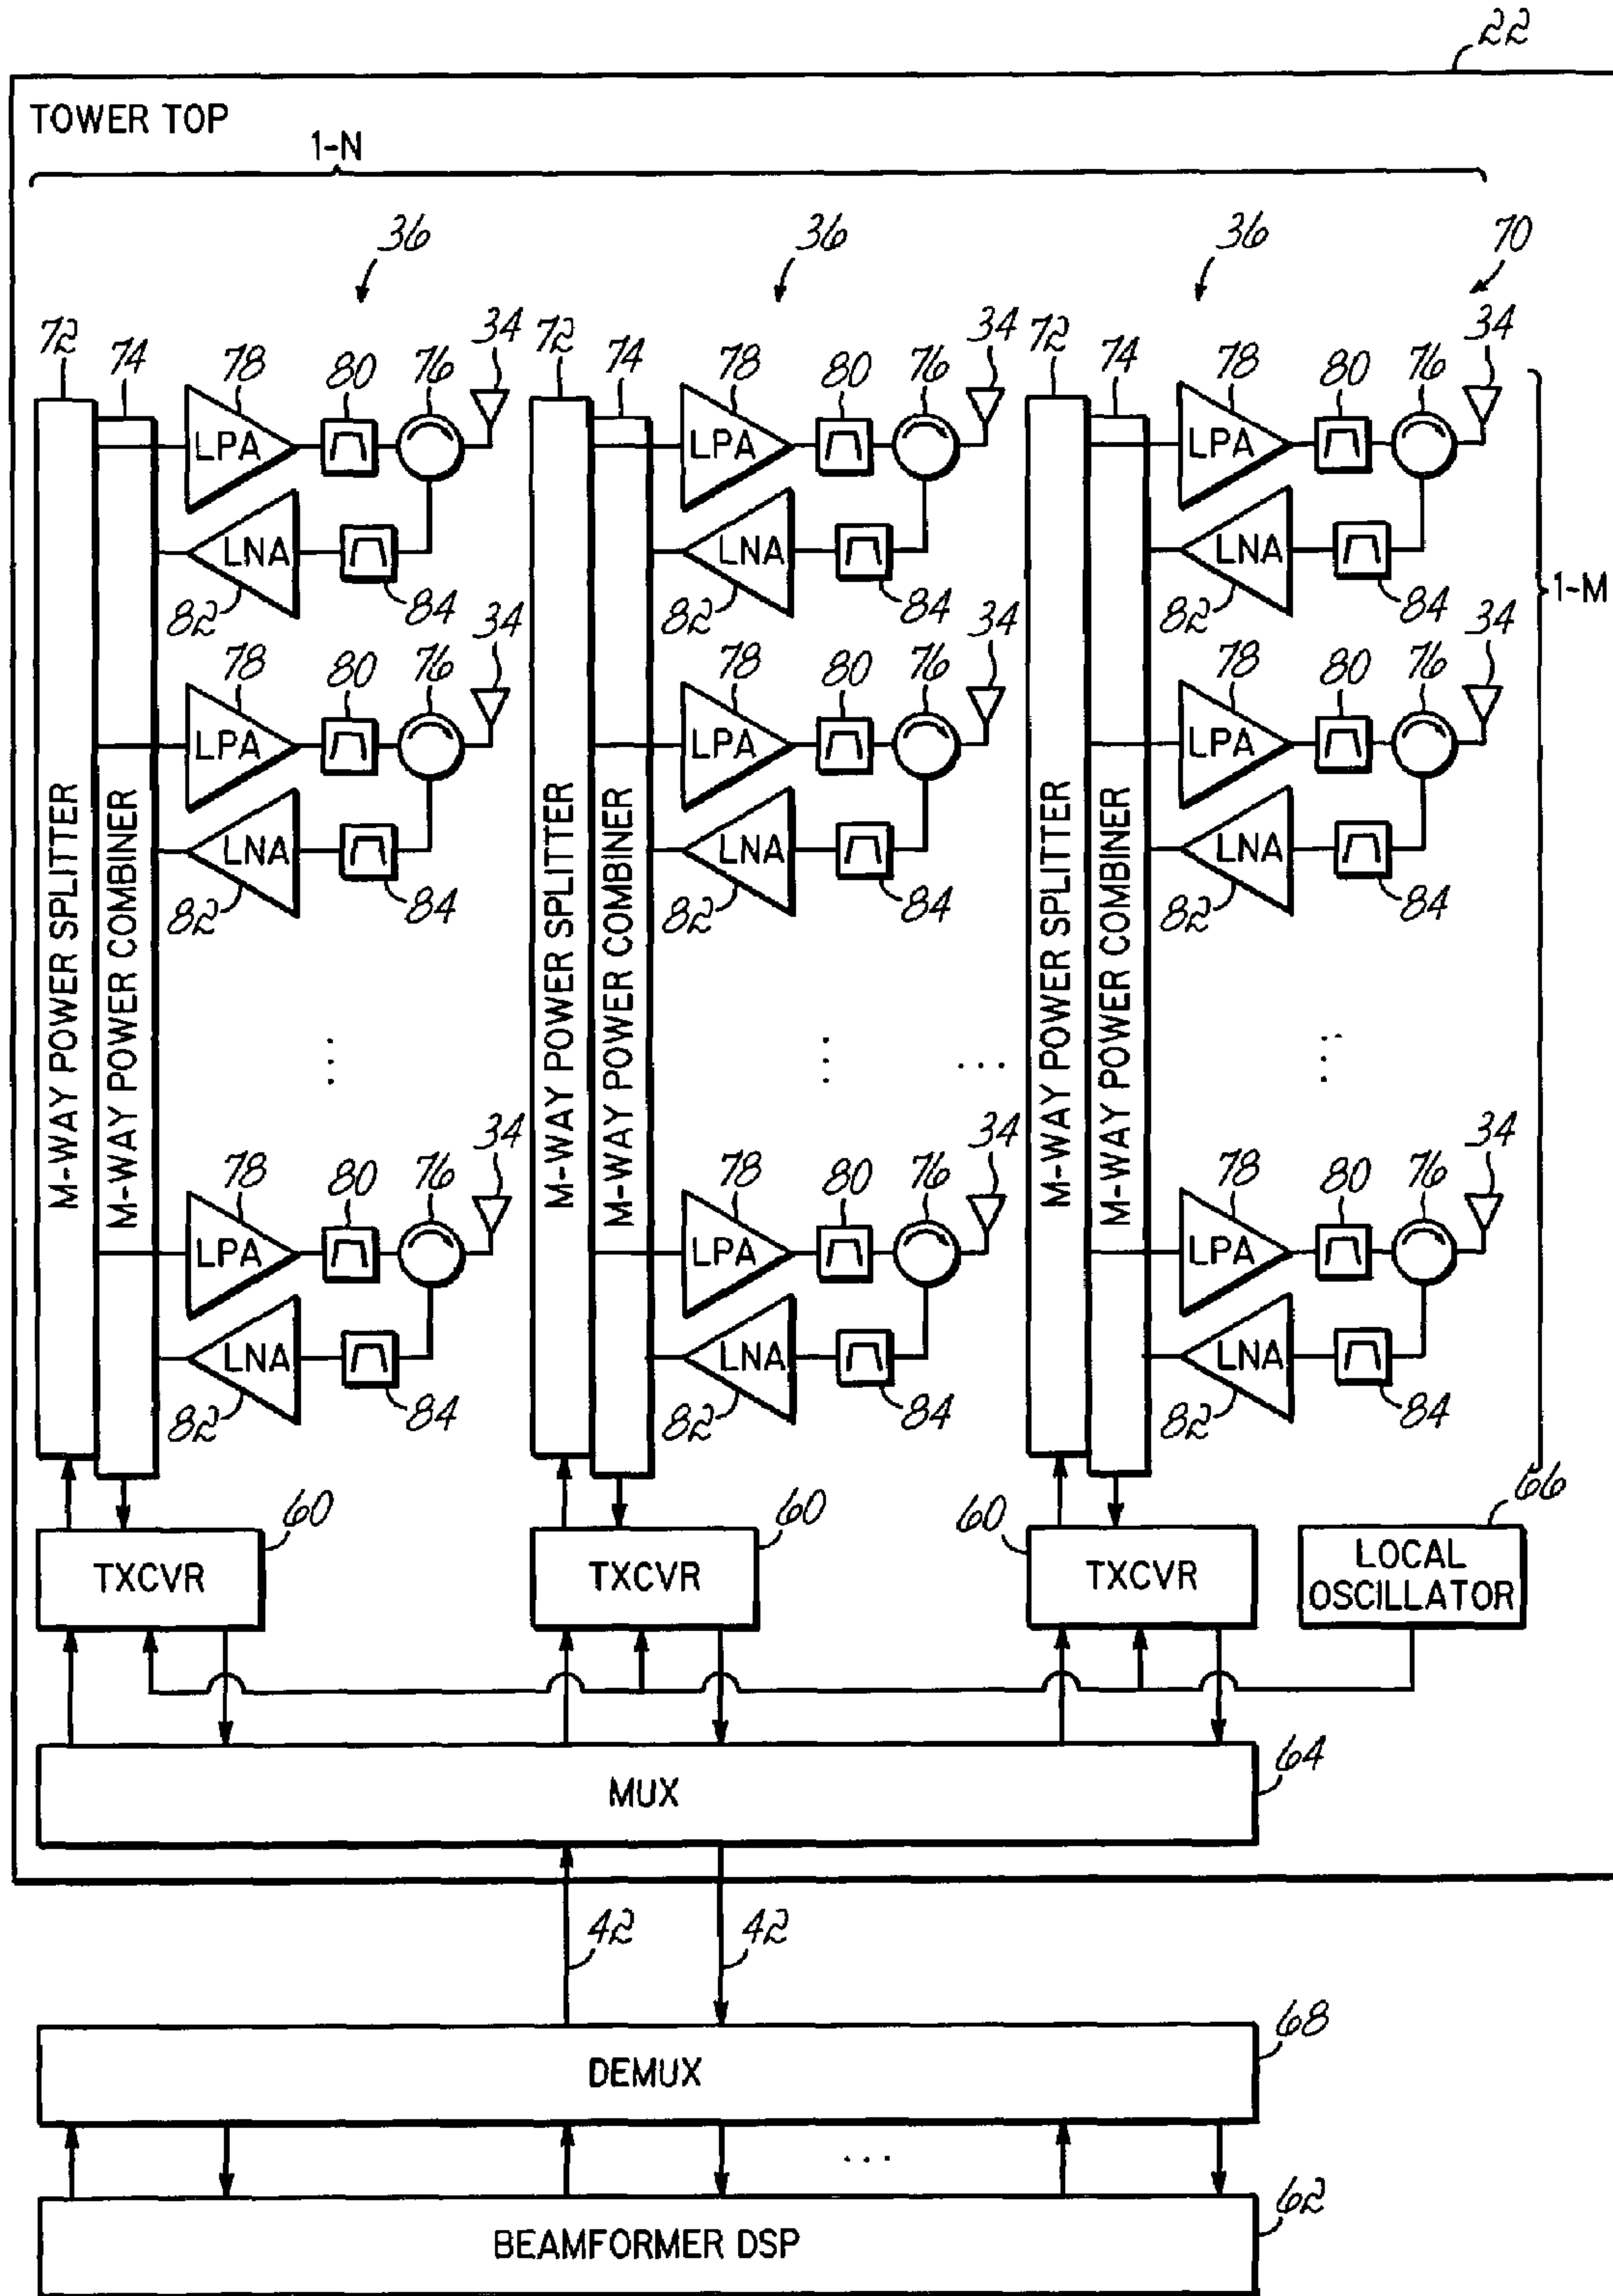 22
TOWER TOP
1-N
36 36 36 70
72 74 78 80 76 34 72 74 78 80 76 34 72 74 78 80 76 34
LPA LPA LPA
LNA LNA LNA
82 84 82 84 82 84
1-M
78 80 76 34 78 80 76 34 78 80 76 34
LPA LPA LPA
LNA LNA LNA
82 84 82 84 82 84
M-WAY POWER SPLITTER
M-WAY POWER COMBINER
M-WAY POWER SPLITTER
M-WAY POWER COMBINER
M-WAY POWER SPLITTER
M-WAY POWER COMBINER
... ... ... ...
78 80 76 34 78 80 76 34 78 80 76 34
LPA LPA LPA
LNA LNA LNA
82 84 82 84 82 84
60 60 60 66
TXCVR TXCVR TXCVR LOCAL
OSCILLATOR
64
MUX
42 42
68
DEMUX
...
62
BEAMFORMER DSP